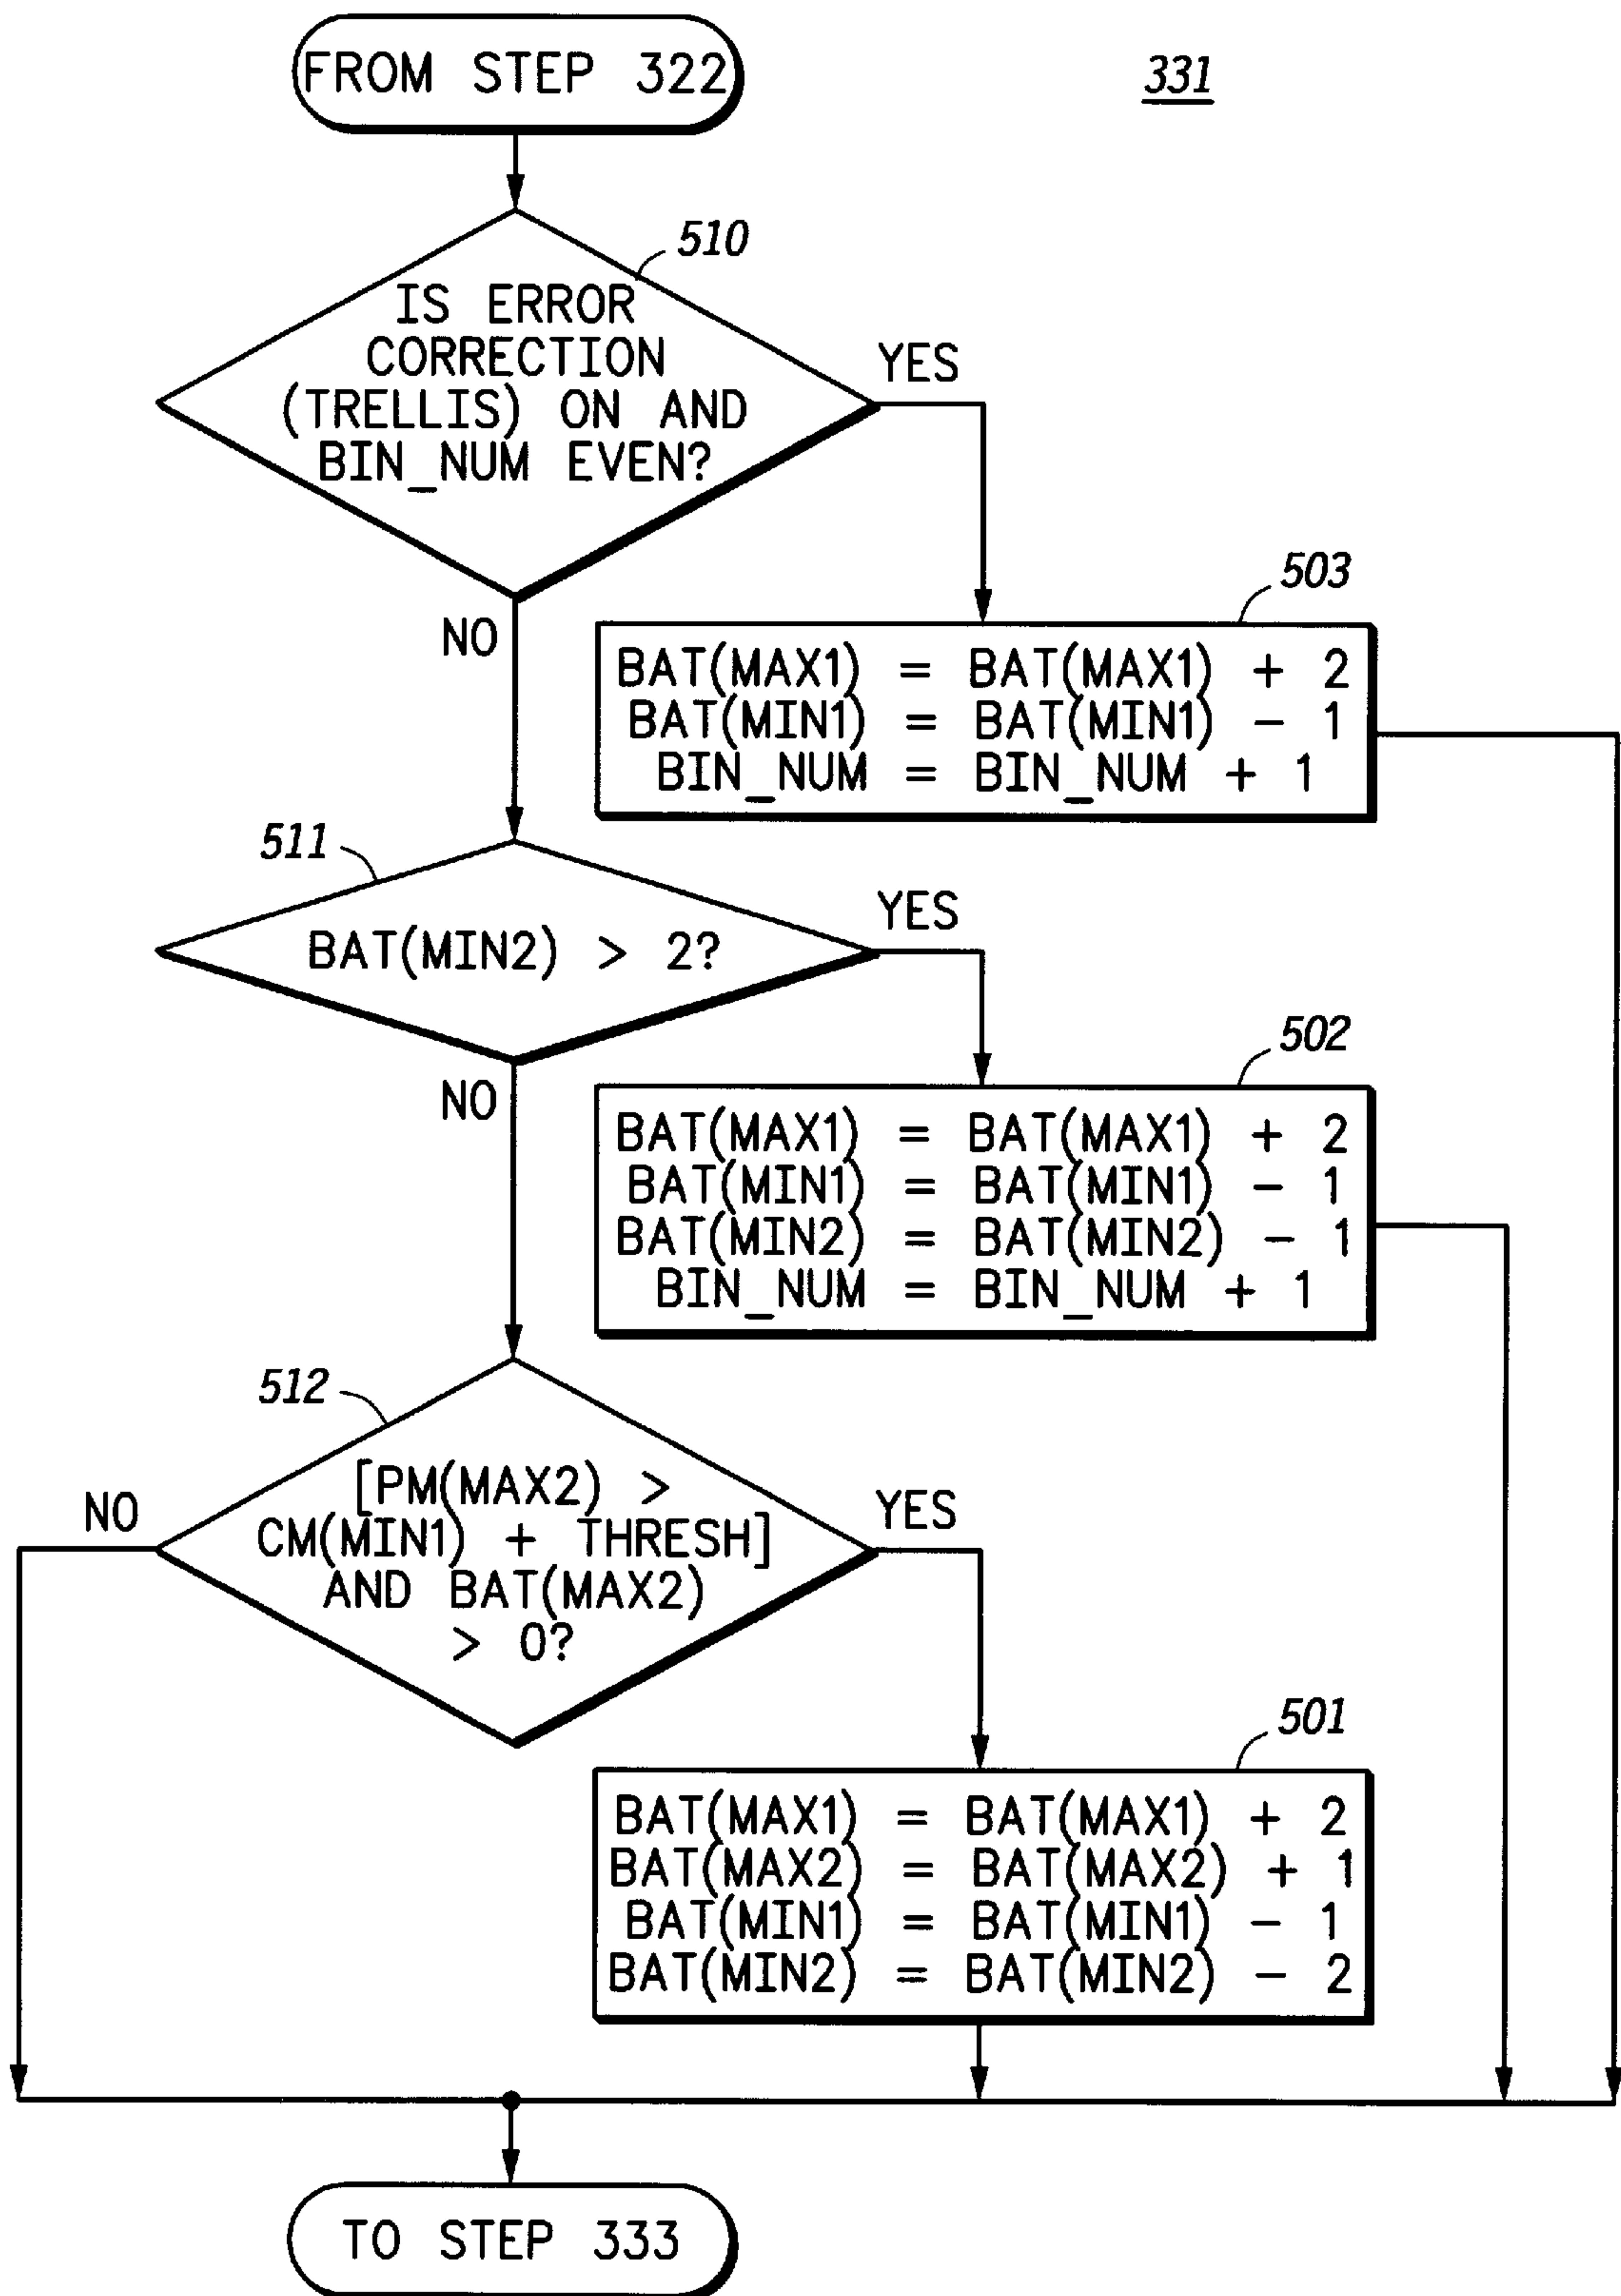 FROM STEP 322
331
510
IS ERROR
CORRECTION
(TRELLIS) ON AND
BIN_NUM EVEN?
YES
NO
503
BAT(MAX1) = BAT(MAX1) + 2
BAT(MIN1) = BAT(MIN1) - 1
BIN_NUM = BIN_NUM + 1
511
BAT(MIN2) > 2?
YES
NO
502
BAT(MAX1) = BAT(MAX1) + 2
BAT(MIN1) = BAT(MIN1) - 1
BAT(MIN2) = BAT(MIN2) - 1
BIN_NUM = BIN_NUM + 1
512
[PM(MAX2) >
CM(MIN1) + THRESH]
AND BAT(MAX2)
> 0?
NO
YES
501
BAT(MAX1) = BAT(MAX1) + 2
BAT(MAX2) = BAT(MAX2) + 1
BAT(MIN1) = BAT(MIN1) - 1
BAT(MIN2) = BAT(MIN2) - 2
TO STEP 333